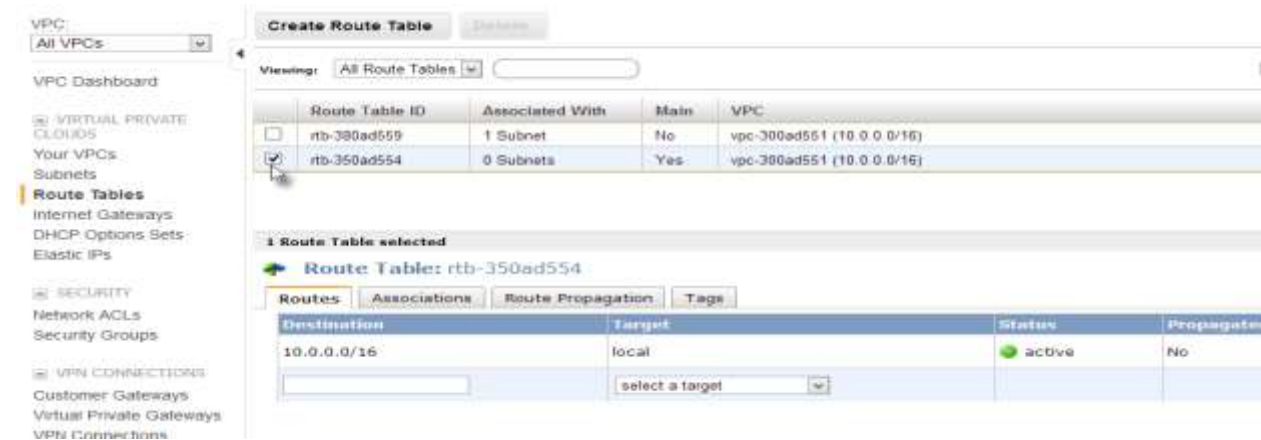 VPC:
All VPCs
VPC Dashboard
VIRTUAL PRIVATE
CLOUDS
Your VPCs
Subnets
Route Tables
Internet Gateways
DHCP Options Sets
Elastic IPs
SECURITY
Network ACLs
Security Groups
VPN CONNECTIONS
Customer Gateways
Virtual Private Gateways
VPN Connections
Create Route Table Delete
Viewing: All Route Tables
Route Table ID Associated With Main VPC
rtb-380ad559 1 Subnet No vpc-300ad551 (10.0.0.0/16)
rtb-350ad554 0 Subnets Yes vpc-300ad551 (10.0.0.0/16)
1 Route Table selected
Route Table: rtb-350ad554
Routes Associations Route Propagation Tags
Destination Target Status Propagated
10.0.0.0/16 local active No
select a target